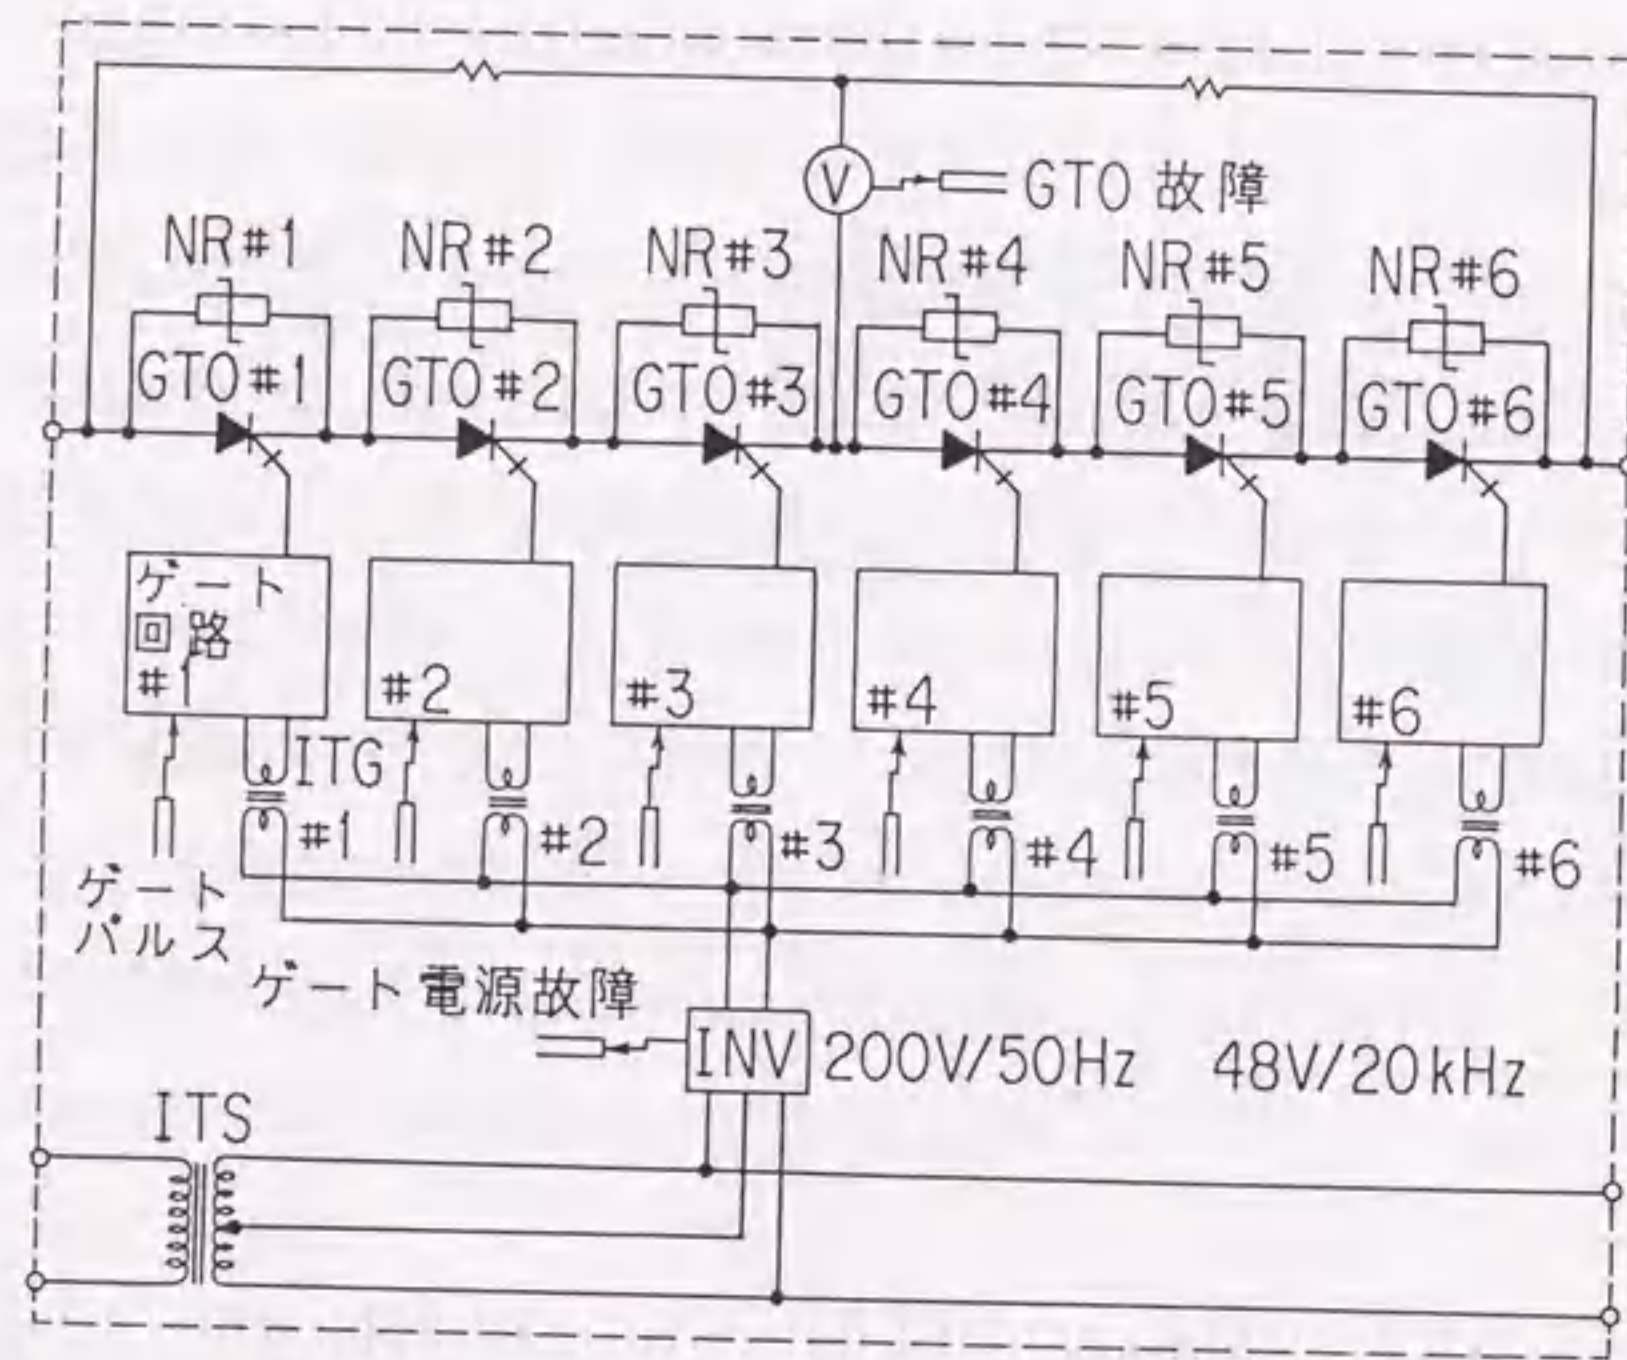 V
GTO 故障
NR#1
NR#2
NR#3
NR#4
NR#5
NR#6
GTO#1
GTO#2
GTO#3
GTO#4
GTO#5
GTO#6
ゲート
回路
#1
#2
#3
#4
#5
#6
ITG
#1
#2
#3
#4
#5
#6
ゲート
パルス
ゲート電源故障
INV
200V/50Hz 48V/20kHz
ITS